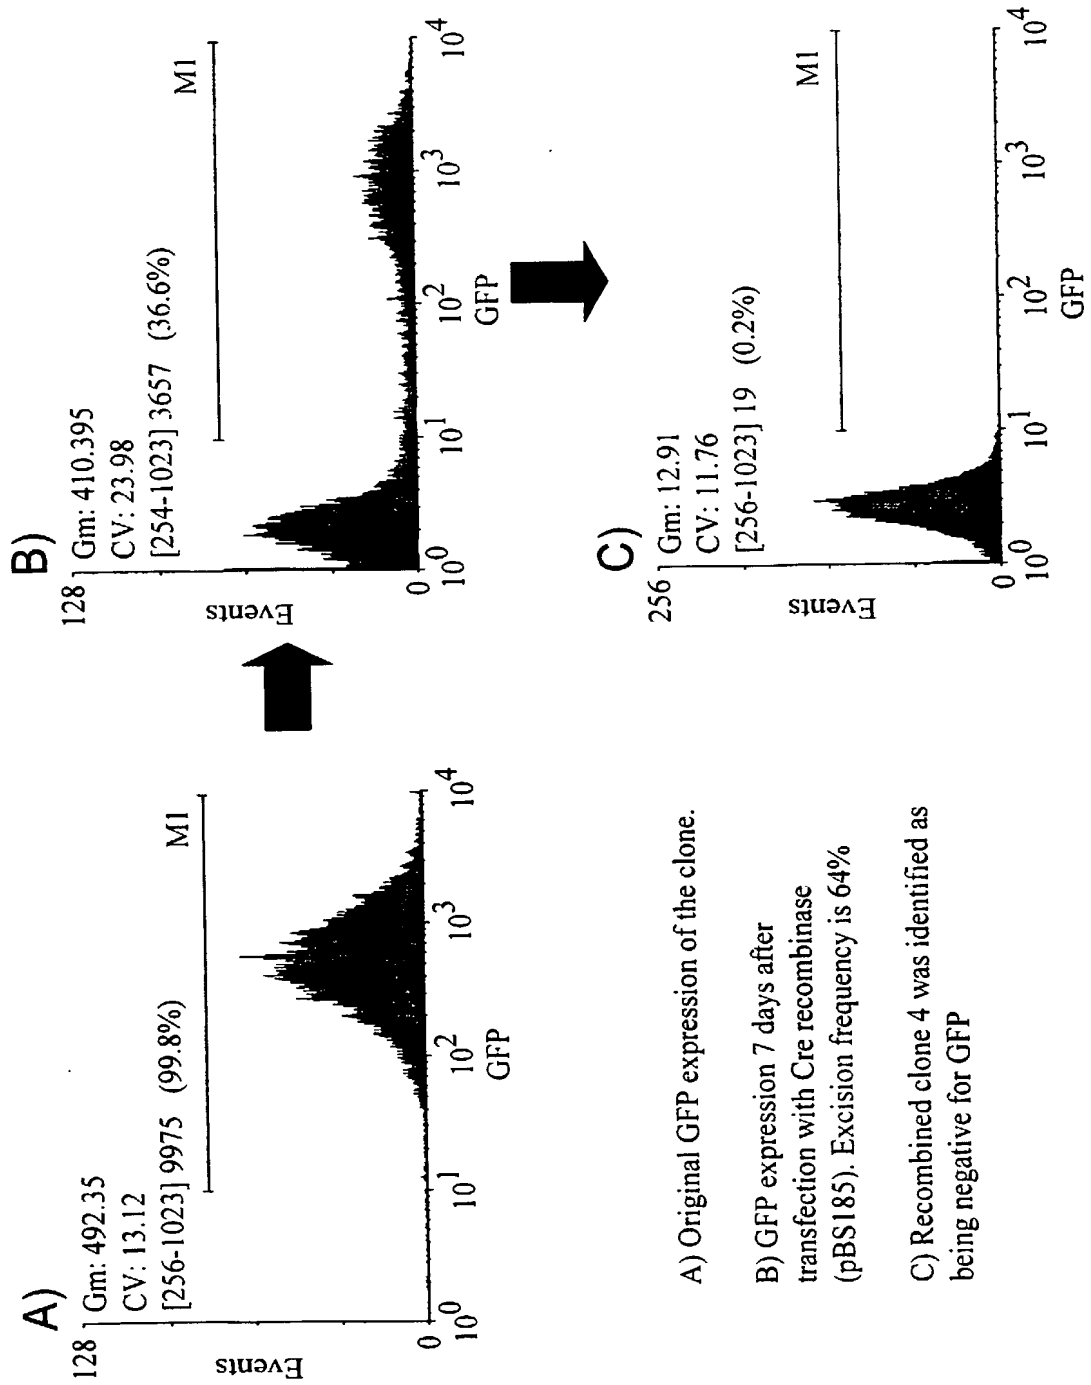 A)
Gm: 492.35
CV: 13.12
[256-1023] 9975 (99.8%)
M1
128
Events
0
10^0 10^1 10^2 10^3 10^4
GFP
B)
Gm: 410.395
CV: 23.98
[254-1023] 3657 (36.6%)
M1
128
Events
0
10^0 10^1 10^2 10^3 10^4
GFP
C)
Gm: 12.91
CV: 11.76
[256-1023] 19 (0.2%)
M1
256
Events
0
10^0 10^1 10^2 10^3 10^4
GFP
A) Original GFP expression of the clone.
B) GFP expression 7 days after
transfection with Cre recombinase
(pBS185). Excision frequency is 64%
C) Recombined clone 4 was identified as
being negative for GFP